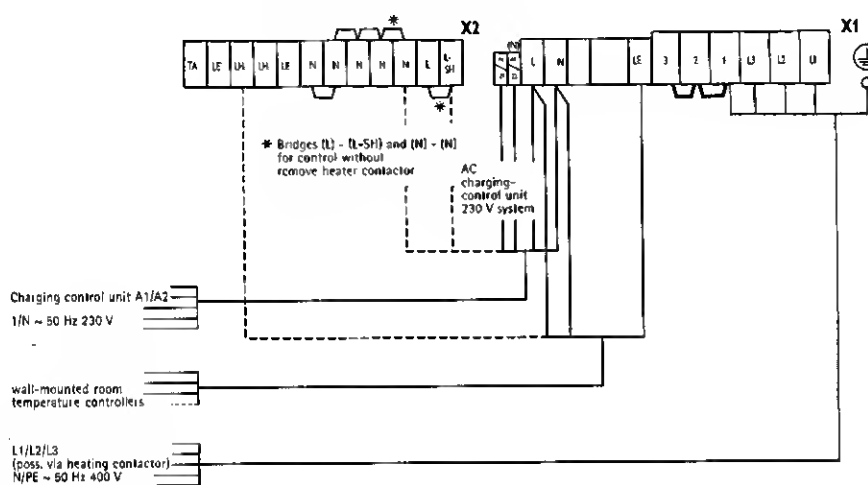 X2
X1
TA LE LH LH LE N N N N N L L-SH
(N)
L N LE 3 2 1 L3 L2 L1
* Bridges (L) - (L-SH) and (N) - (N)
for control without
remove heater contactor
AC
charging-
control unit
230 V system
Charging control unit A1/A2
1/N ~ 50 Hz 230 V
wall-mounted room
temperature controllers
L1/L2/L3
(poss. via heating contactor)
N/PE ~ 50 Hz 400 V